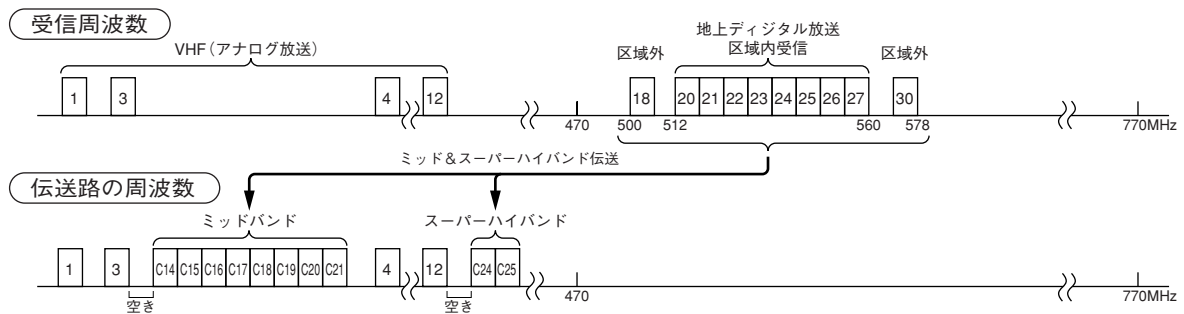 受信周波数
VHF(アナログ放送)
地上ディジタル放送
区域内受信
区域外
区域外
1 3 4 12 18 20 21 22 23 24 25 26 27 30
470 500 512 560 578 770MHz
ミッド&スーパーハイバンド伝送
伝送路の周波数
ミッドバンド スーパーハイバンド
1 3 C14 C15 C16 C17 C18 C19 C20 C21 4 12 C24 C25
空き 空き 470 770MHz